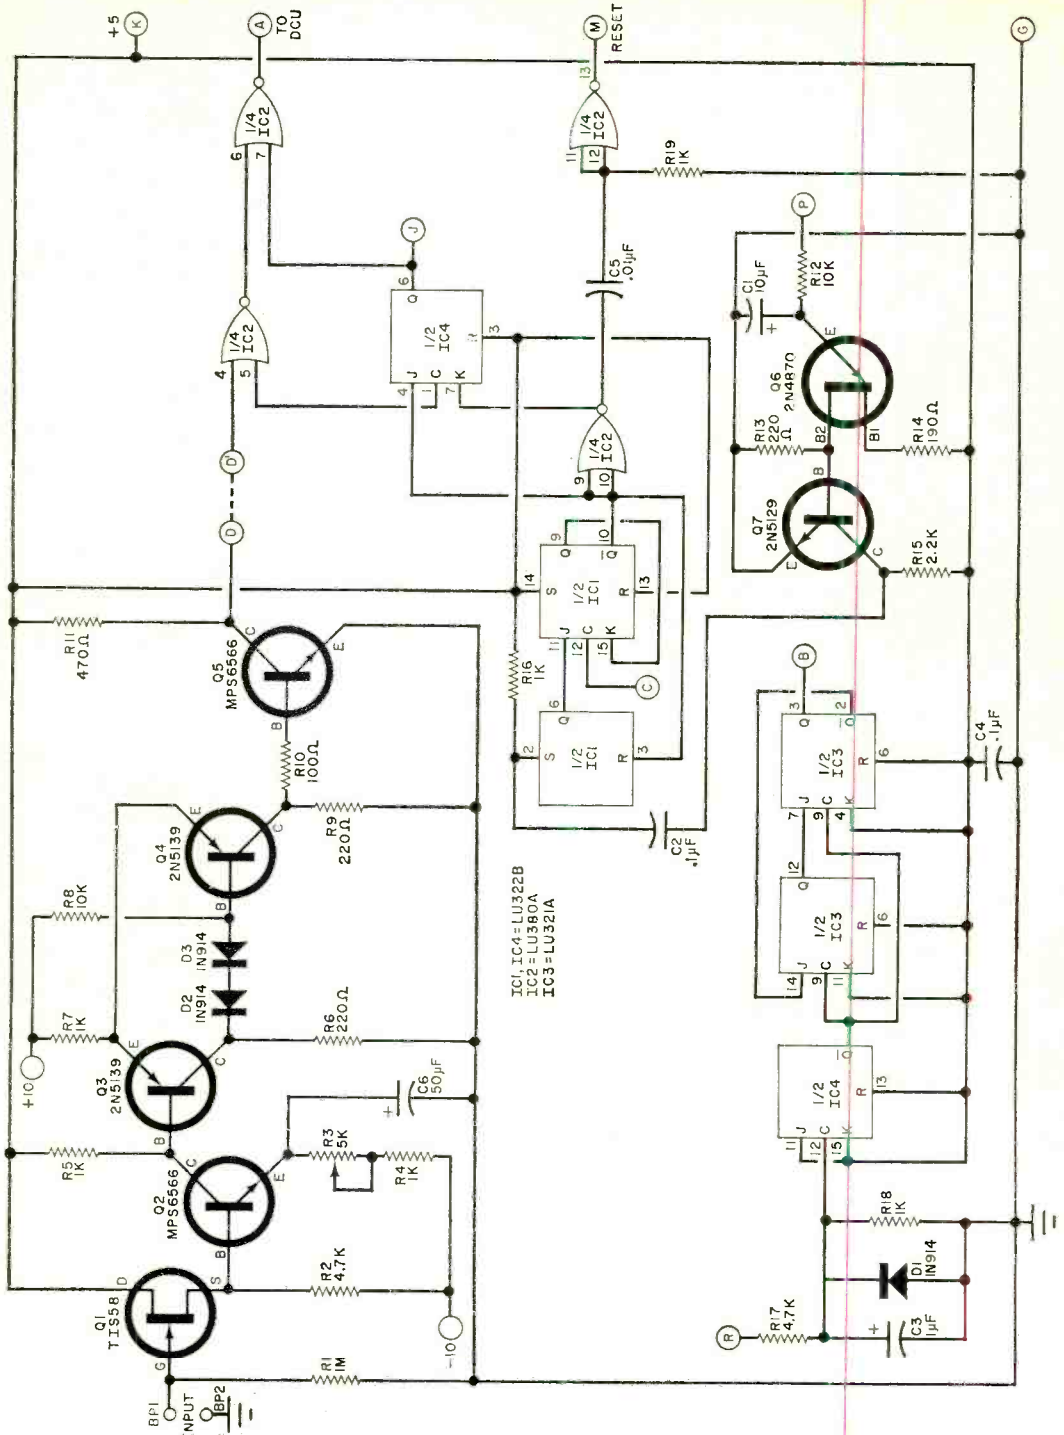 BP1
INPUT
BP2
G
Q1
TIS58
D
S
R1
1M
R2
4.7K
-10
B
Q2
MPS6566
C
E
R5
1K
R3
5K
R4
1K
+
C6
50µF
+10
R7
1K
B
Q3
2N5139
E
C
R6
220Ω
D2
1N914
D3
1N914
R8
10K
B
Q4
2N5139
E
C
R9
220Ω
R10
100Ω
B
Q5
MPS6566
C
E
R11
470Ω
D
D'
4
5
1/4
IC2
6
7
1/4
IC2
A
TO
DCU
+5
K
IC1, IC4=LU322B
IC2=LU380A
IC3=LU321A
C2
.1µF
R16
1K
2
S
1/2
IC1
Q
6
R
3
C
14
S
11
J
12
C
15
K
1/2
IC1
Q
9
Q
10
R
13
9
10
1/4
IC2
4
J
1
C
7
K
1/2
IC4
Q
6
R
3
J
C5
.01µF
11
12
1/4
IC2
13
M
RESET
R19
1K
R
R17
4.7K
+
C3
1µF
D1
1N914
R18
1K
11
J
12
C
15
K
1/2
IC4
Q
R
13
14
J
9
C
11
K
1/2
IC3
Q
12
R
6
7
J
9
C
4
K
1/2
IC3
Q
3
Q
2
R
6
B
C4
.1µF
Q7
2N5129
E
B
C
R15
2.2K
R13
220
Ω
B2
Q6
2N4870
B1
E
R14
190Ω
C1
10µF
+
R12
10K
P
G